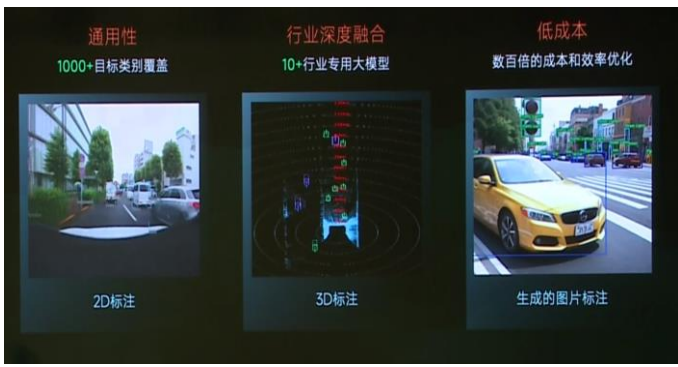 通用性
1000+目标类别覆盖
行业深度融合
10+行业专用大模型
低成本
数百倍的成本和效率优化
2D标注
3D标注
生成的图片标注